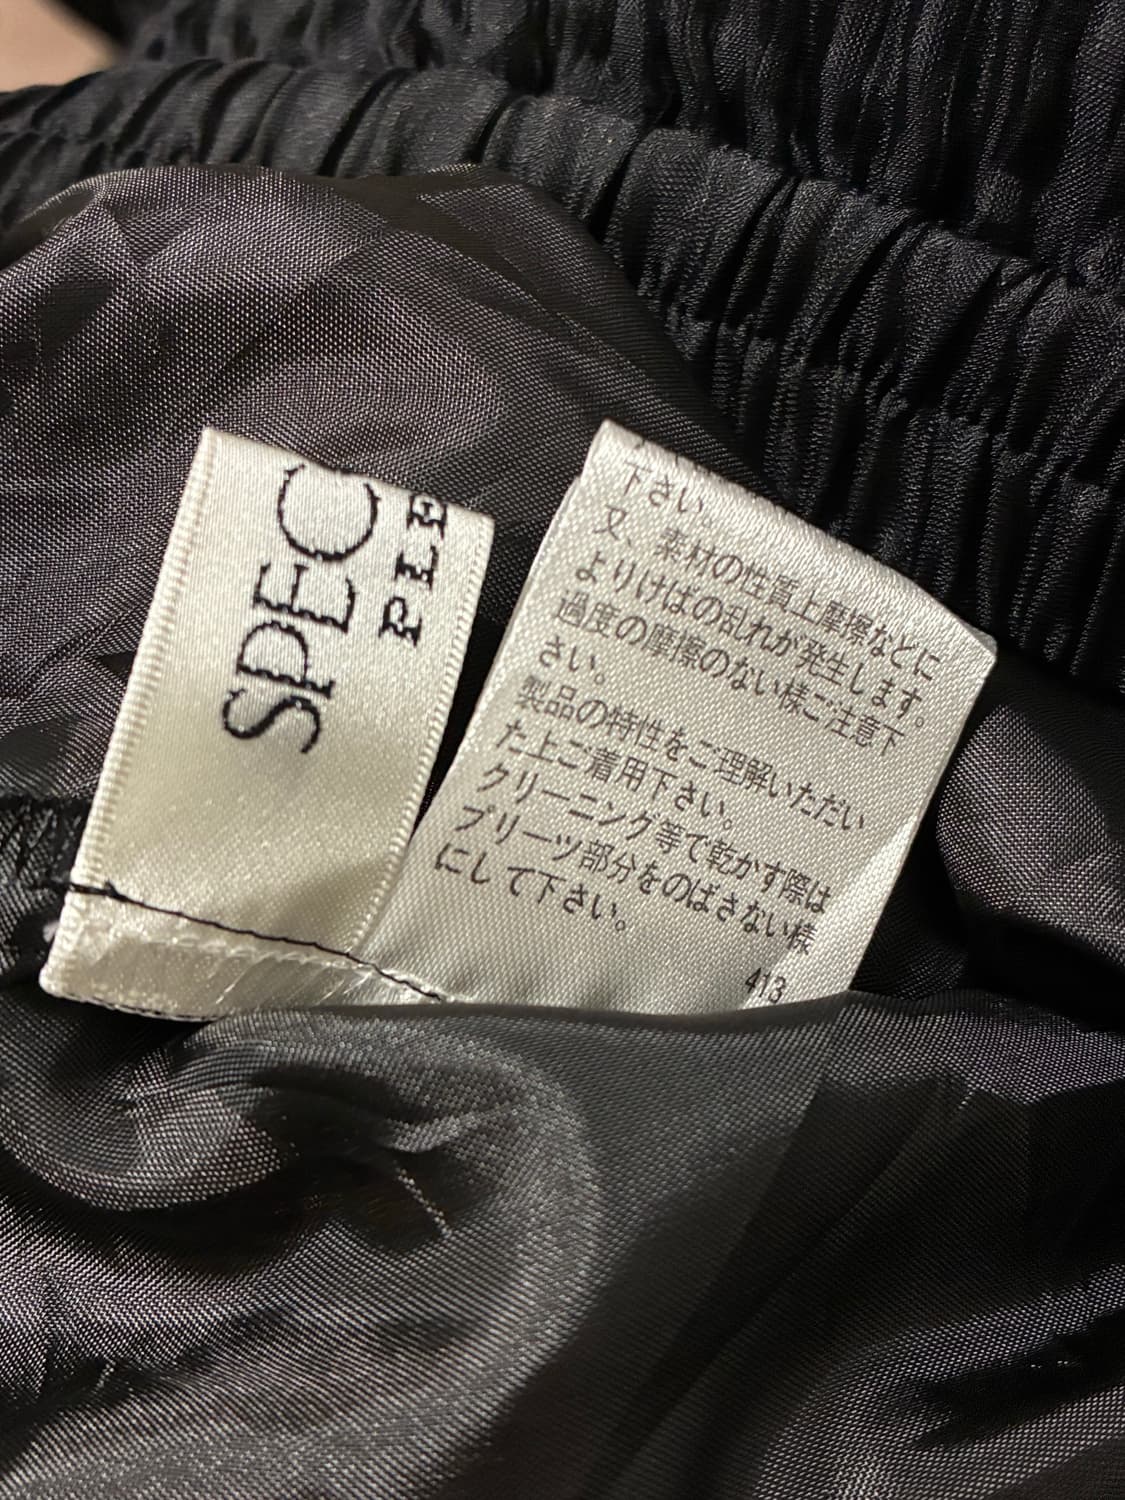 SPEC
PLE
下さい。
又、素材の性質上摩擦などに
よりけばの乱れが発生します。
過度の摩擦のない様ご注意下
さい。
製品の特性をご理解いただい
た上ご着用下さい。
クリーニング等で乾かす際は
プリーツ部分をのばさない様
にして下さい。
413